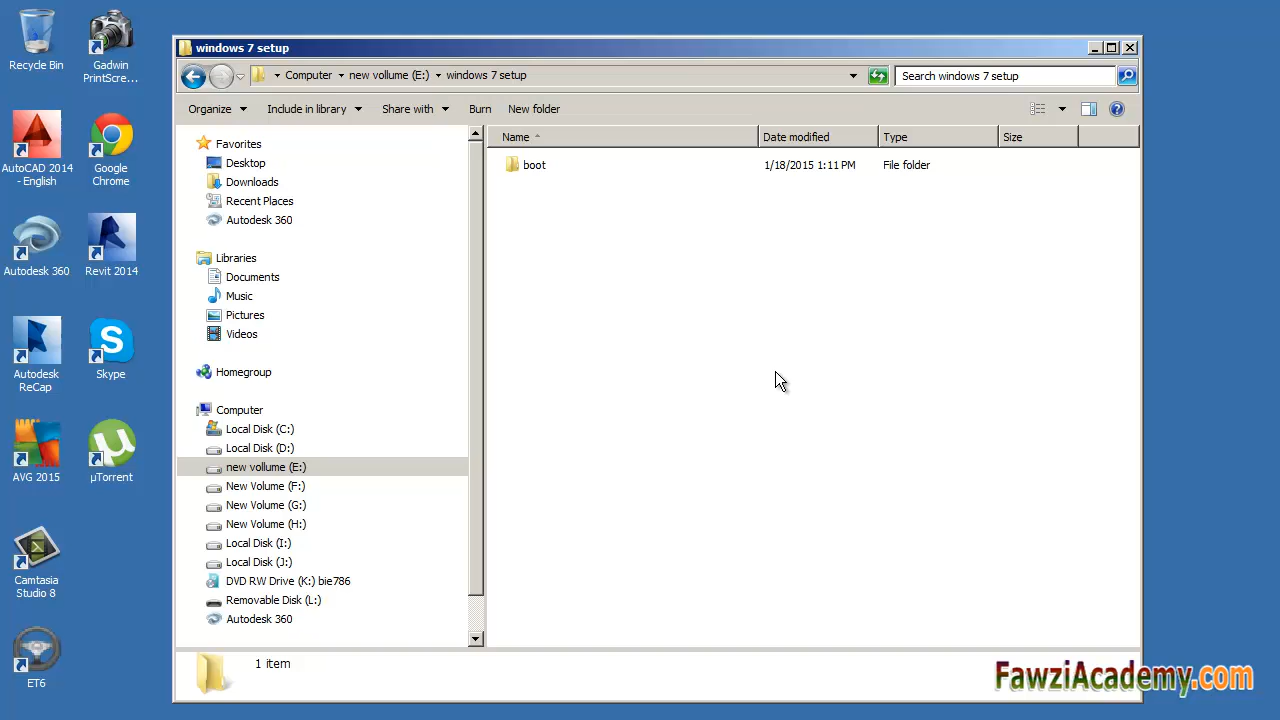 Recycle Bin
Gadwin
PrintScre...
AutoCAD 2014
- English
Google
Chrome
Autodesk 360
Revit 2014
Autodesk
ReCap
Skype
AVG 2015
µTorrent
Camtasia
Studio 8
ET6
windows 7 setup
Computer
new vollume (E:)
windows 7 setup
Search windows 7 setup
Organize
Include in library
Share with
Burn
New folder
Favorites
Desktop
Downloads
Recent Places
Autodesk 360
Libraries
Documents
Music
Pictures
Videos
Homegroup
Computer
Local Disk (C:)
Local Disk (D:)
new vollume (E:)
New Volume (F:)
New Volume (G:)
New Volume (H:)
Local Disk (I:)
Local Disk (J:)
DVD RW Drive (K:) bie786
Removable Disk (L:)
Autodesk 360
Name
Date modified
Type
Size
boot
1/18/2015 1:11 PM
File folder
1 item
FawziAcademy.com